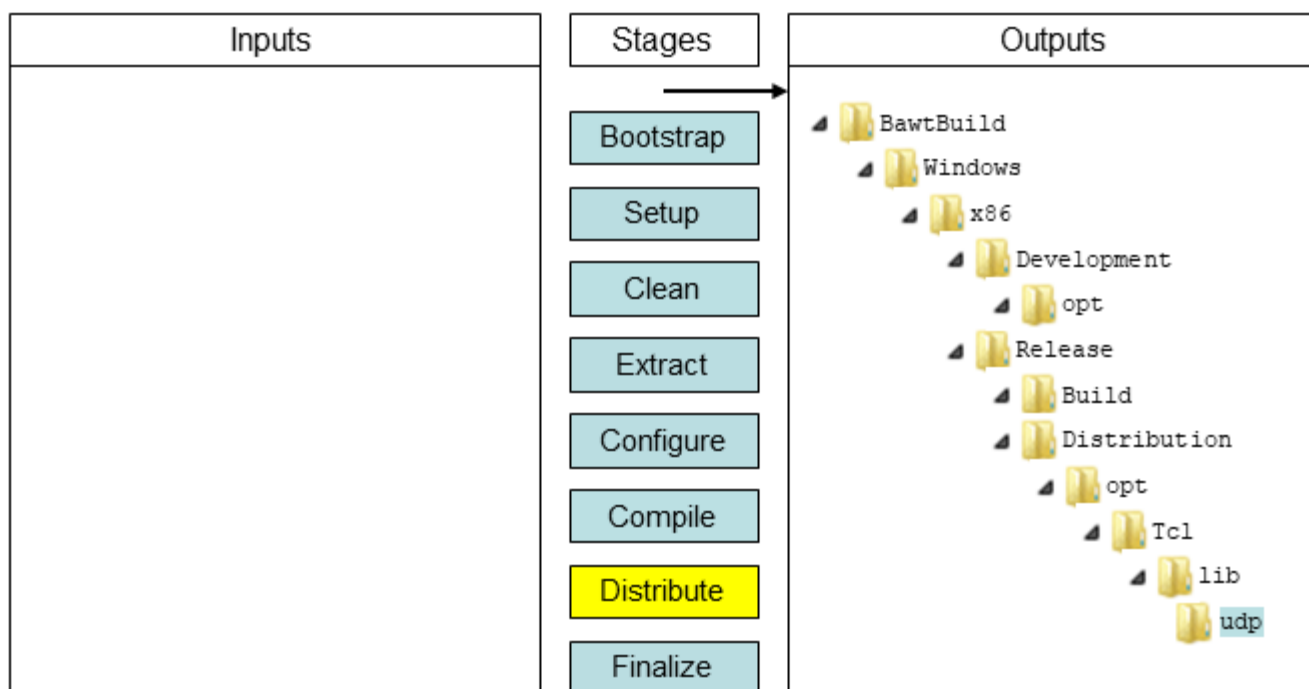 Inputs
Stages
Outputs
Bootstrap
Setup
Clean
Extract
Configure
Compile
Distribute
Finalize
BawtBuild
Windows
x86
Development
opt
Release
Build
Distribution
opt
Tcl
lib
udp